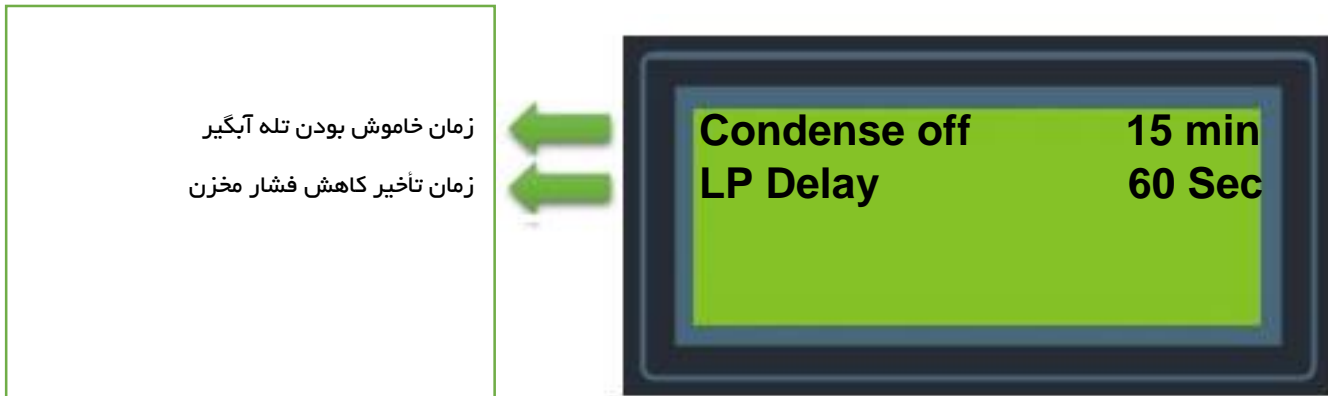 زمان خاموش بودن تله آبگیر
زمان تأخیر کاهش فشار مخزن
Condense off 15 min
LP Delay 60 Sec